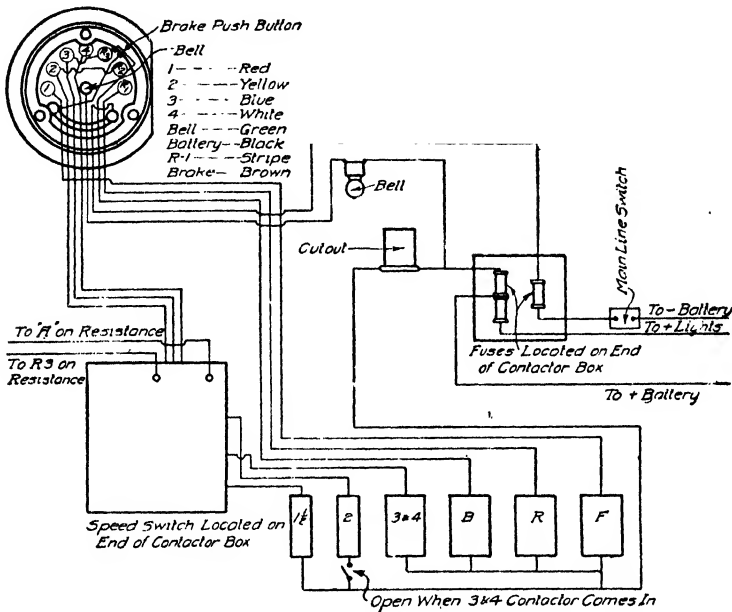 Brake Push Button
Bell
1 Red
2 Yellow
3 Blue
4 White
Bell Green
Battery Black
R-1 Stripe
Brake Brown
1
2
3
4
Bell
Cutout
Main Line Switch
To - Battery
To + Lights
Fuses Located on End
of Contactor Box
To + Battery
To "A" on Resistance
To R3 on
Resistance
Speed Switch Located on
End of Contactor Box
2
3&4
B
R
F
Open When 3&4 Contactor Comes In